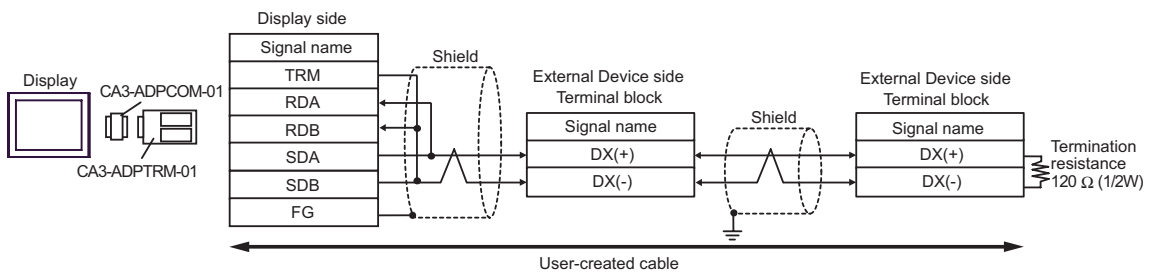 Display side
Signal name
TRM
RDA
RDB
SDA
SDB
FG
Display
CA3-ADPCOM-01
CA3-ADPTRM-01
Shield
External Device side
Terminal block
Signal name
DX(+)
DX(-)
Shield
External Device side
Terminal block
Signal name
DX(+)
DX(-)
Termination
resistance
120 Ω (1/2W)
User-created cable